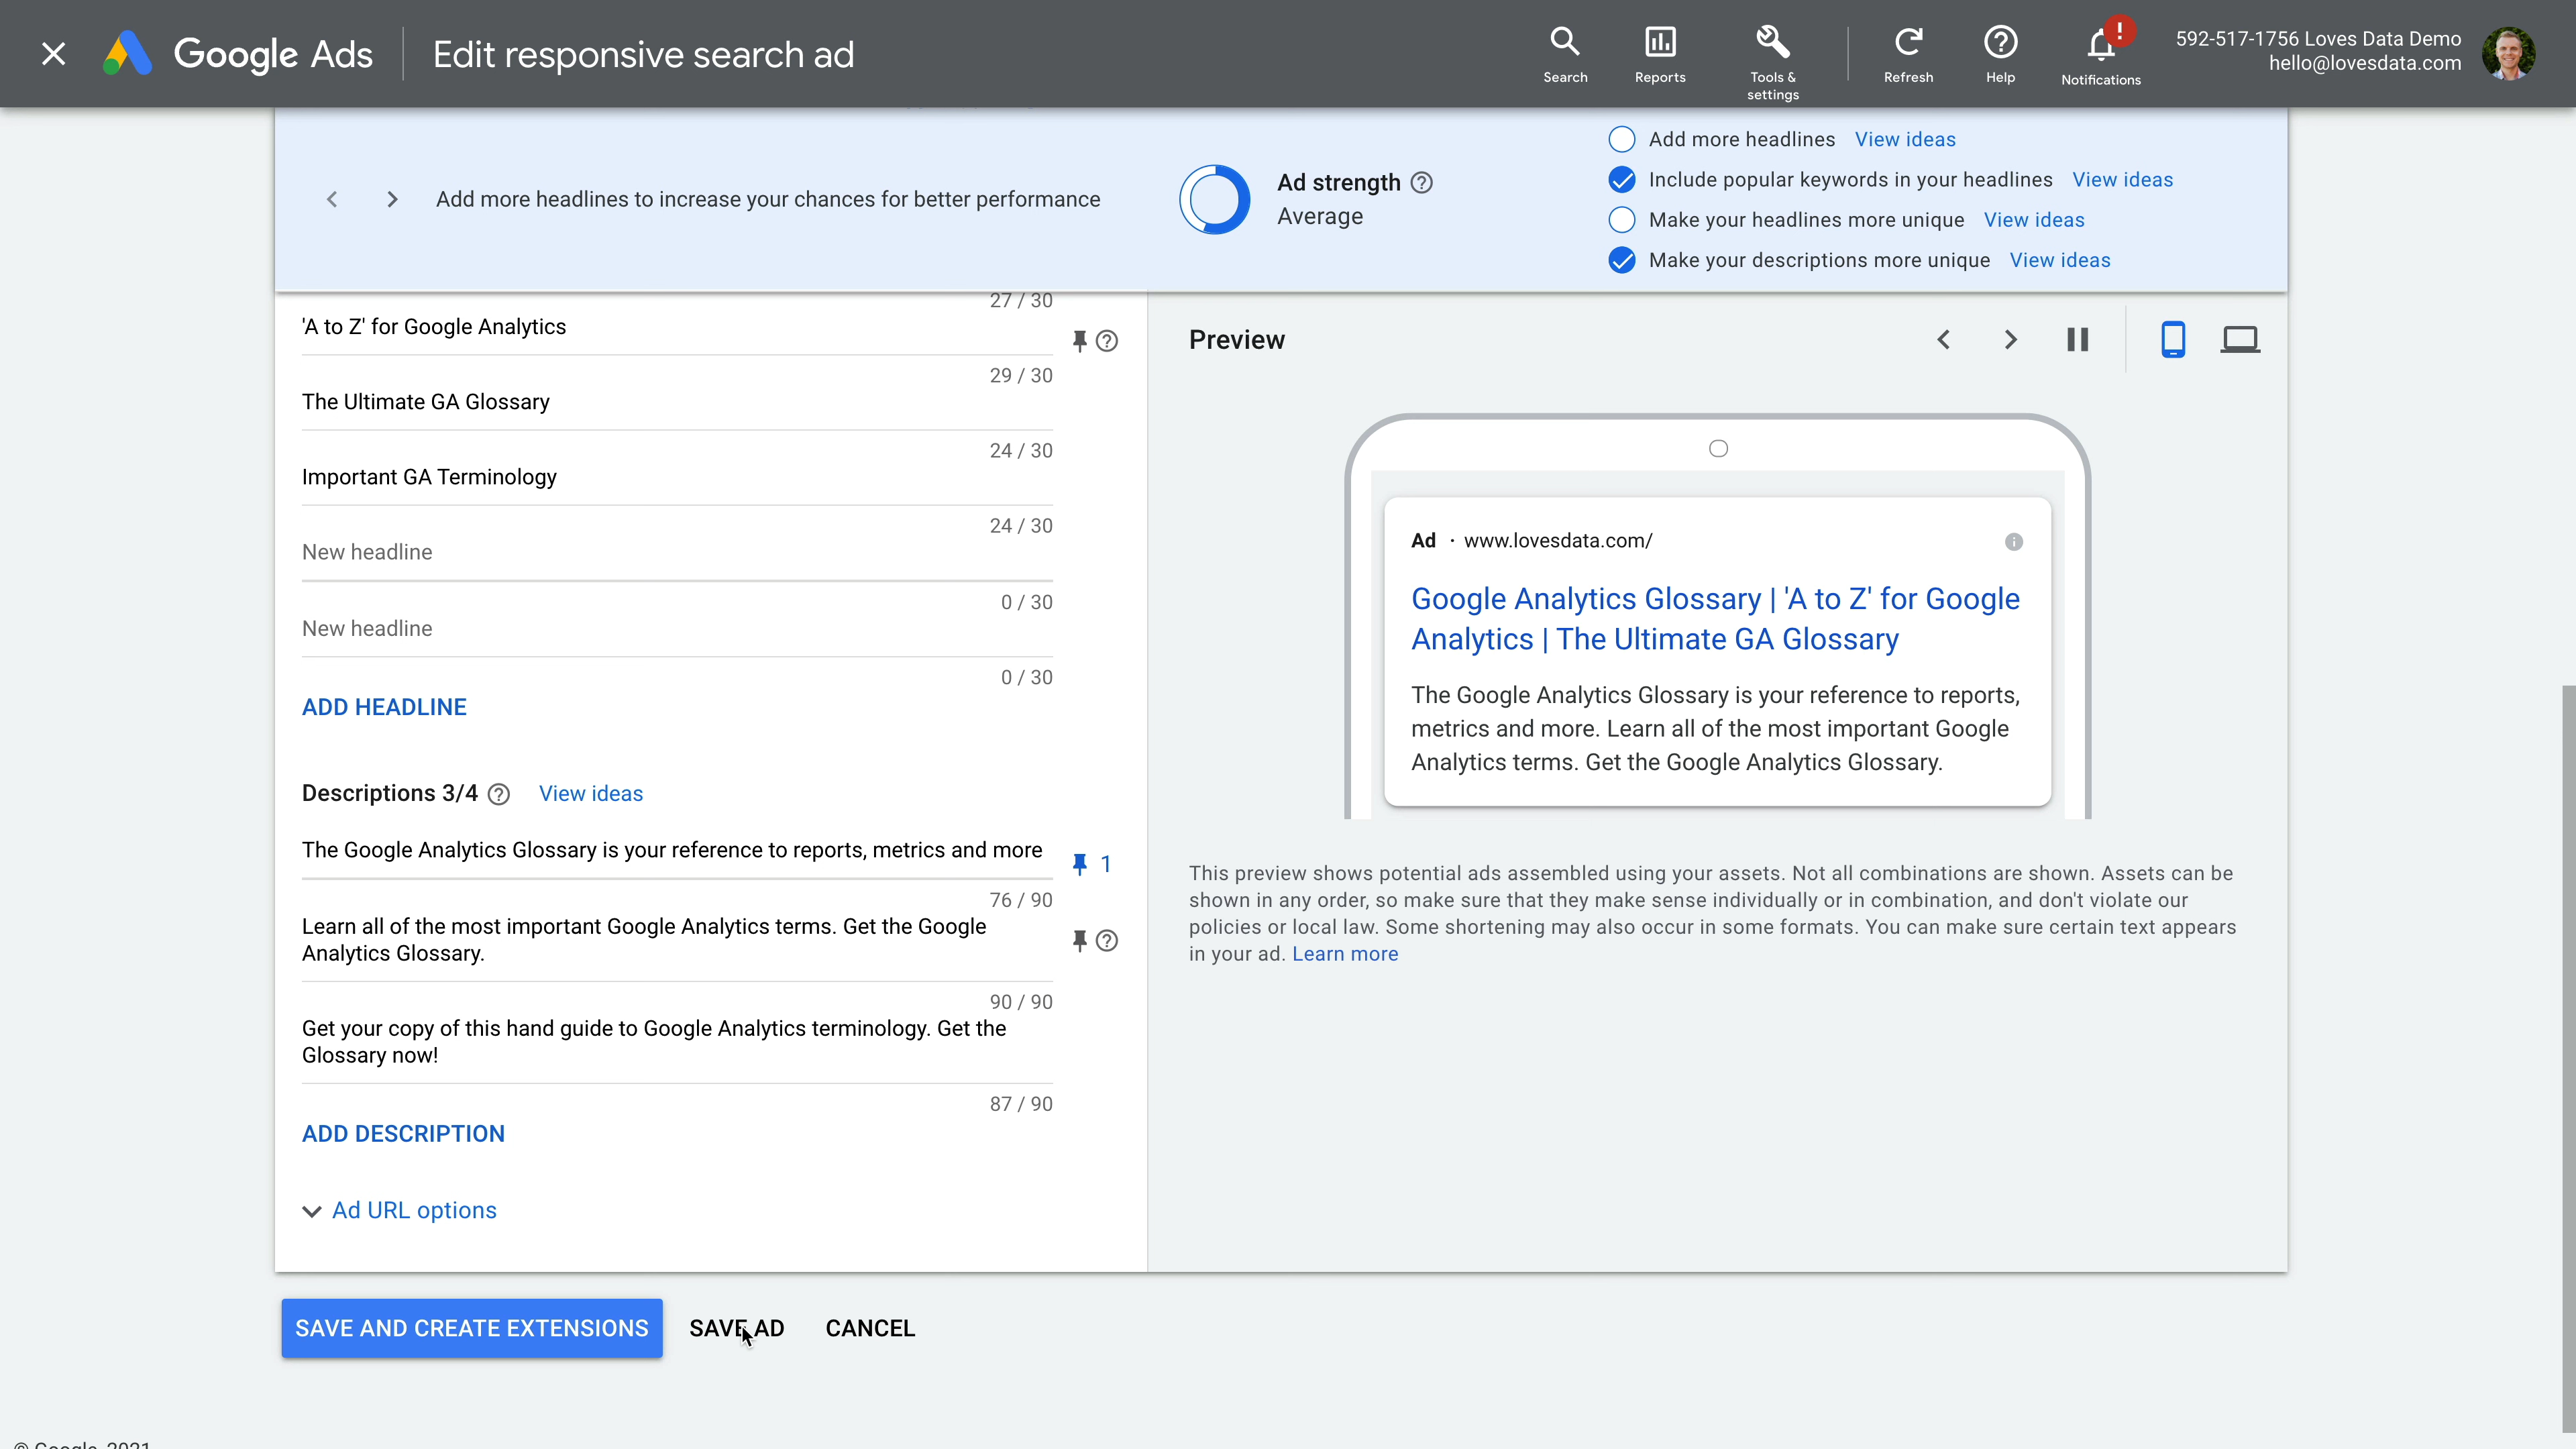 Google Ads
Edit responsive search ad
Search
Reports
Tools &
settings
Refresh
Help
!
Notifications
592-517-1756 Loves Data Demo
hello@lovesdata.com
Add more headlines to increase your chances for better performance
Ad strength
Average
Add more headlines View ideas
Include popular keywords in your headlines View ideas
Make your headlines more unique View ideas
Make your descriptions more unique View ideas
27 / 30
'A to Z' for Google Analytics
29 / 30
The Ultimate GA Glossary
24 / 30
Important GA Terminology
24 / 30
New headline
0 / 30
New headline
0 / 30
ADD HEADLINE
Descriptions 3/4 View ideas
The Google Analytics Glossary is your reference to reports, metrics and more
1
76 / 90
Learn all of the most important Google Analytics terms. Get the Google
Analytics Glossary.
90 / 90
Get your copy of this hand guide to Google Analytics terminology. Get the
Glossary now!
87 / 90
ADD DESCRIPTION
Ad URL options
Preview
Ad · www.lovesdata.com/
Google Analytics Glossary | 'A to Z' for Google
Analytics | The Ultimate GA Glossary
The Google Analytics Glossary is your reference to reports,
metrics and more. Learn all of the most important Google
Analytics terms. Get the Google Analytics Glossary.
This preview shows potential ads assembled using your assets. Not all combinations are shown. Assets can be
shown in any order, so make sure that they make sense individually or in combination, and don't violate our
policies or local law. Some shortening may also occur in some formats. You can make sure certain text appears
in your ad. Learn more
SAVE AND CREATE EXTENSIONS
SAVE AD
CANCEL
© Google, 2021